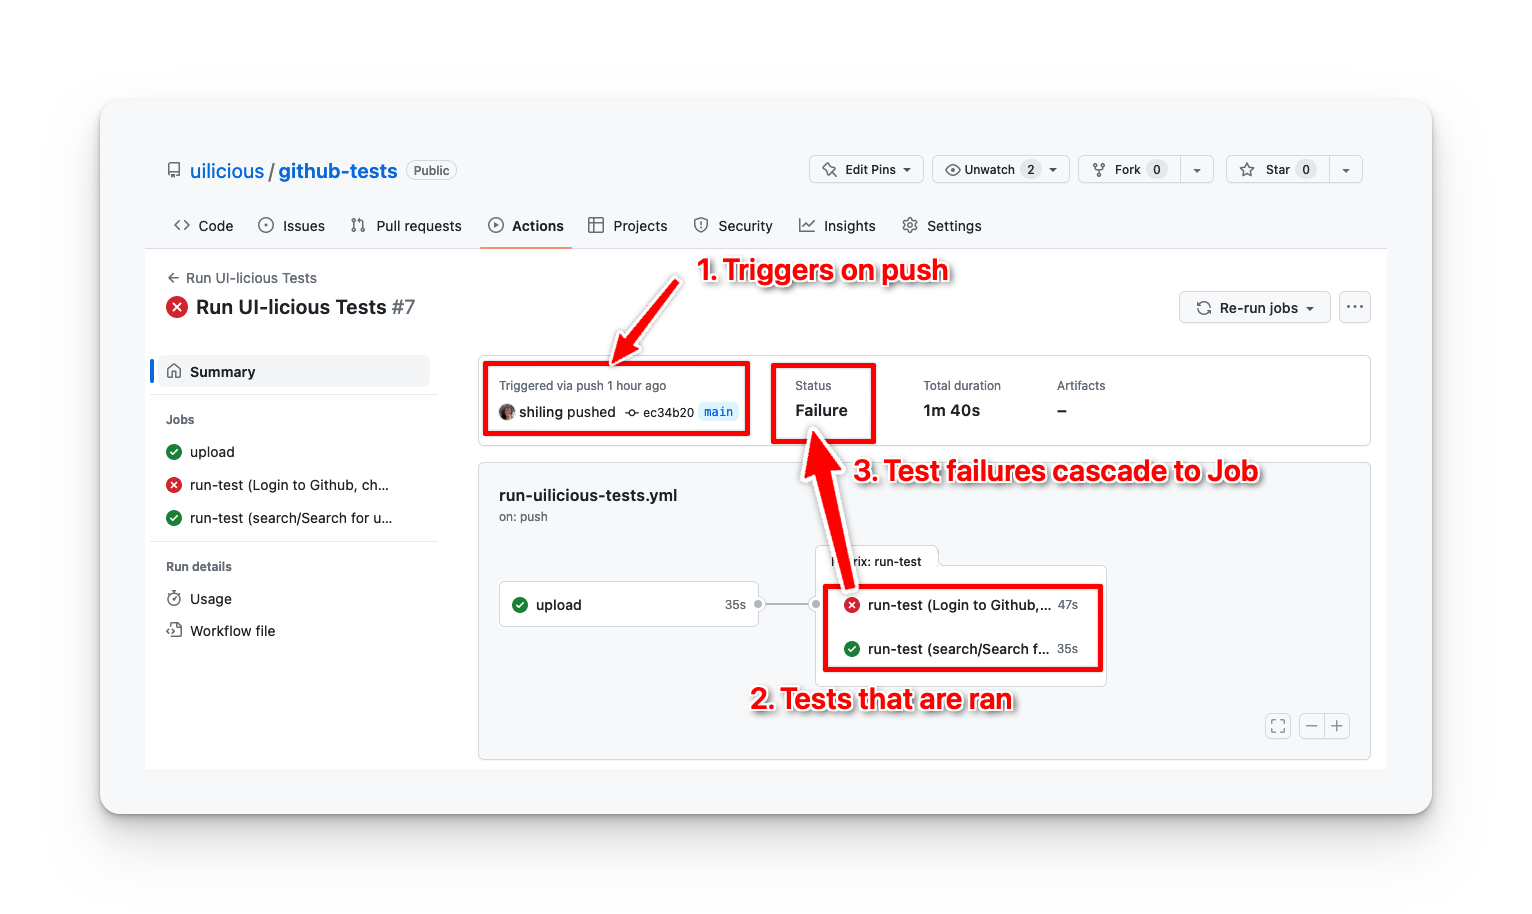 uilicious / github-tests Public
Edit Pins Unwatch 2 Fork 0 Star 0
Code Issues Pull requests Actions Projects Security Insights Settings
Run UI-licious Tests
Run UI-licious Tests #7
1. Triggers on push
Re-run jobs
Summary
Jobs
upload
run-test (Login to Github, ch...
run-test (search/Search for u...
Run details
Usage
Workflow file
Triggered via push 1 hour ago
shiling pushed ec34b20 main
Status
Failure
Total duration
1m 40s
Artifacts
–
3. Test failures cascade to Job
run-uilicious-tests.yml
on: push
upload 35s
run-test
run-test (Login to Github,... 47s
run-test (search/Search f... 35s
2. Tests that are ran